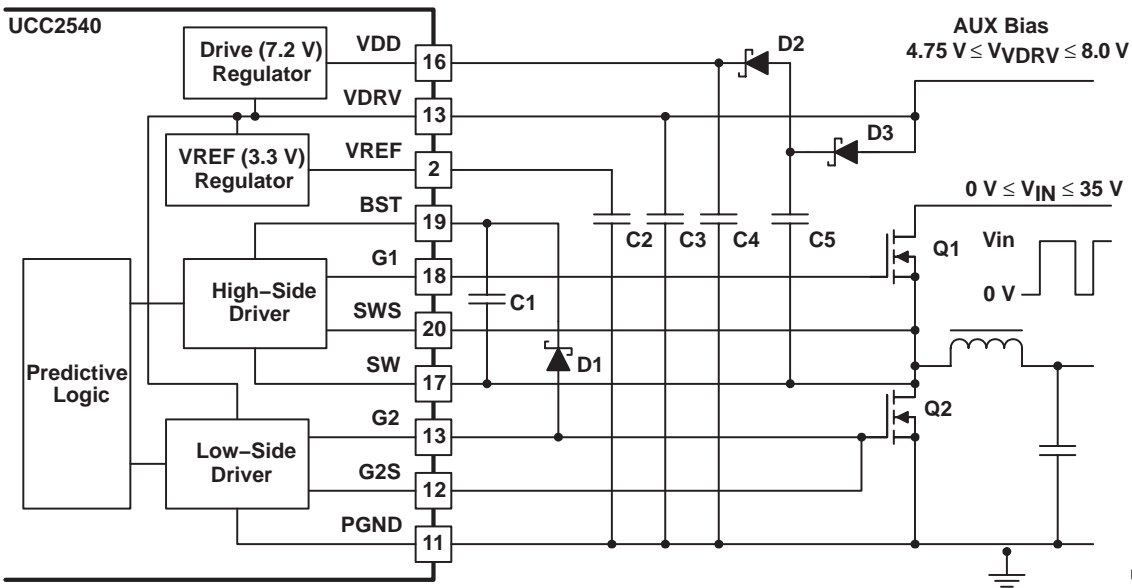 UCC2540
Drive (7.2 V)
Regulator
VDD
16
D2
AUX Bias
4.75 V ≤ VVDRV ≤ 8.0 V
VDRV
13
D3
VREF (3.3 V)
Regulator
VREF
2
0 V ≤ VIN ≤ 35 V
BST
19
C2
C3
C4
C5
Q1
Vin
0 V
G1
18
High−Side
Driver
C1
SWS
20
D1
Predictive
Logic
SW
17
Q2
G2
13
Low−Side
Driver
G2S
12
PGND
11